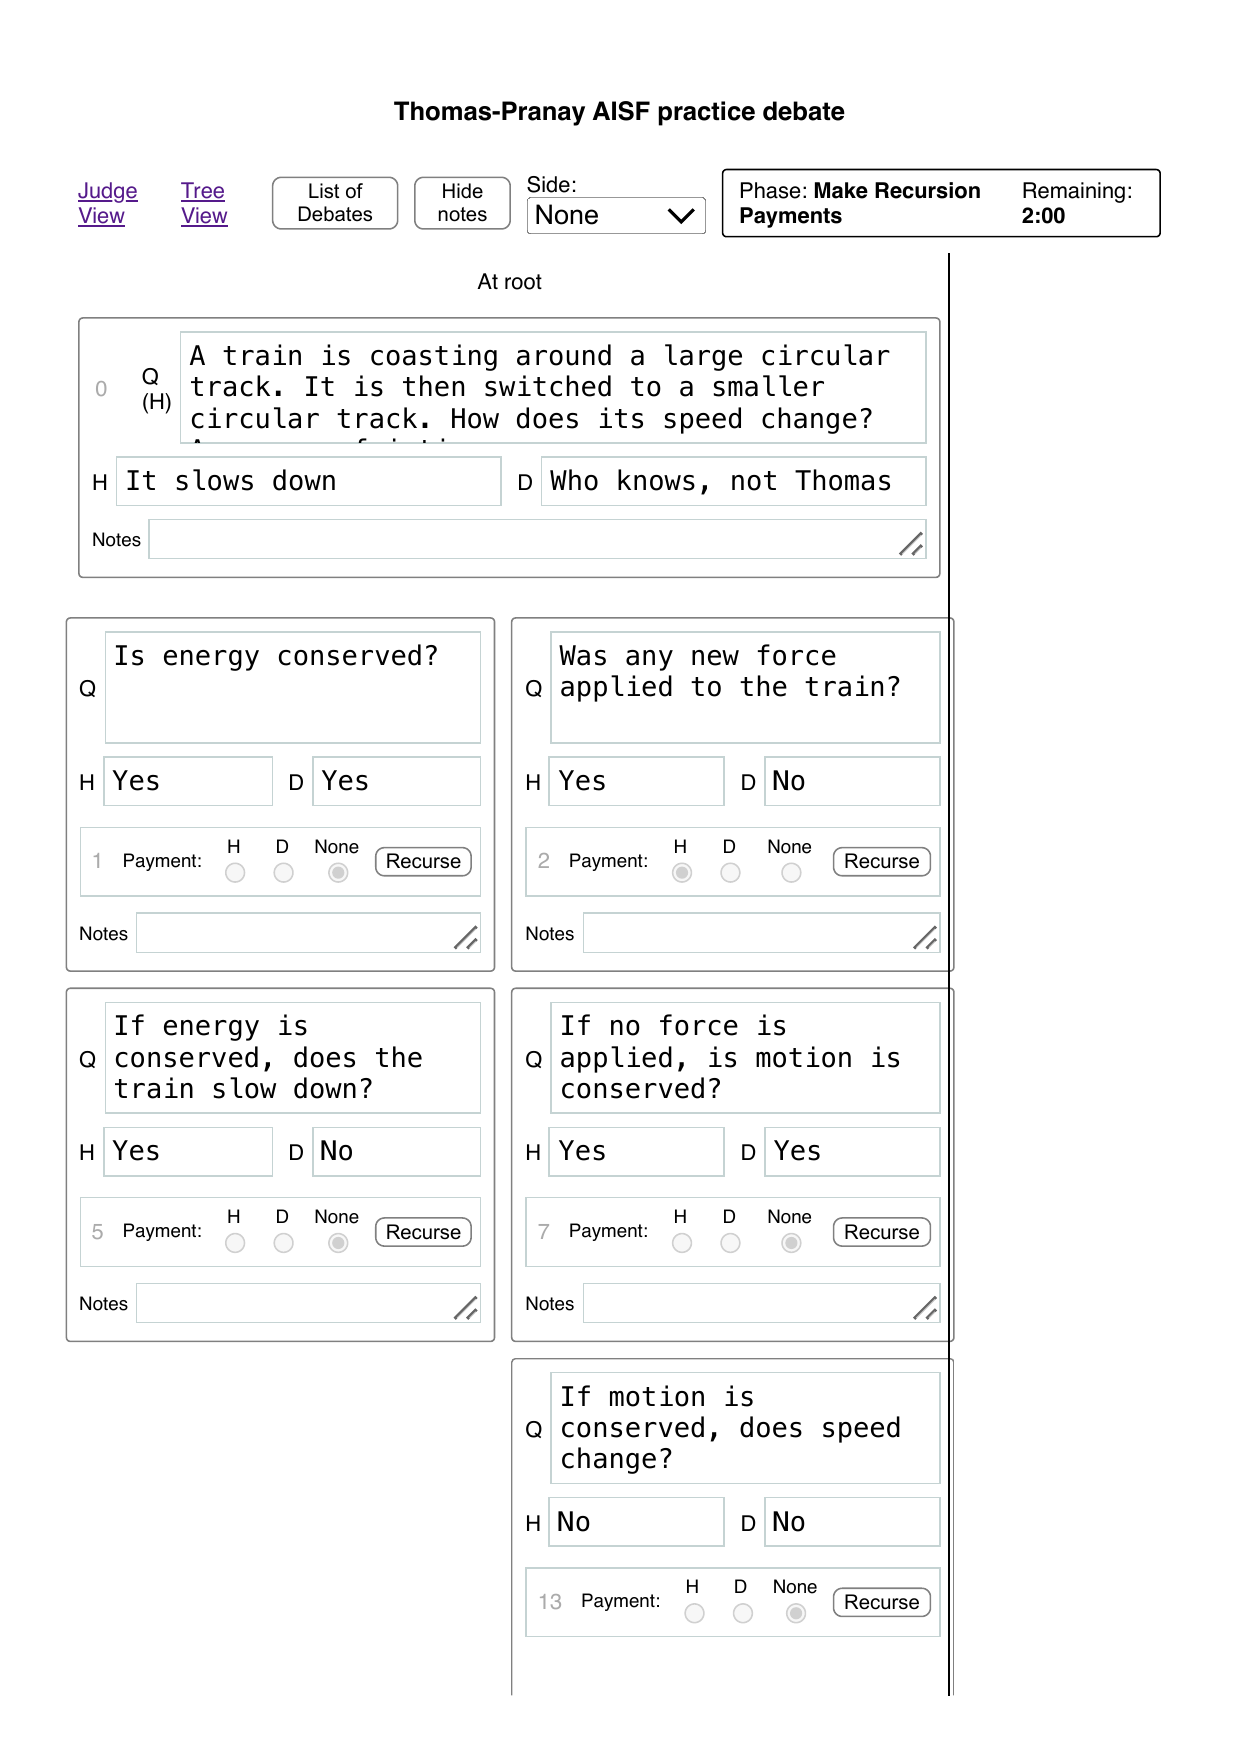 Thomas-Pranay AISF practice debate
Judge View
Tree View
List of Debates
Hide notes
Side:
None
Phase: Make Recursion Payments
Remaining: 2:00
At root
0
Q (H)
A train is coasting around a large circular
track. It is then switched to a smaller
circular track. How does its speed change?
H It slows down D Who knows, not Thomas
Notes
Q
Is energy conserved?
H Yes D Yes
1 Payment: H D None Recurse
Notes
Q
Was any new force
applied to the train?
H Yes D No
2 Payment: H D None Recurse
Notes
Q
If energy is
conserved, does the
train slow down?
H Yes D No
5 Payment: H D None Recurse
Notes
Q
If no force is
applied, is motion is
conserved?
H Yes D Yes
7 Payment: H D None Recurse
Notes
Q
If motion is
conserved, does speed
change?
H No D No
13 Payment: H D None Recurse